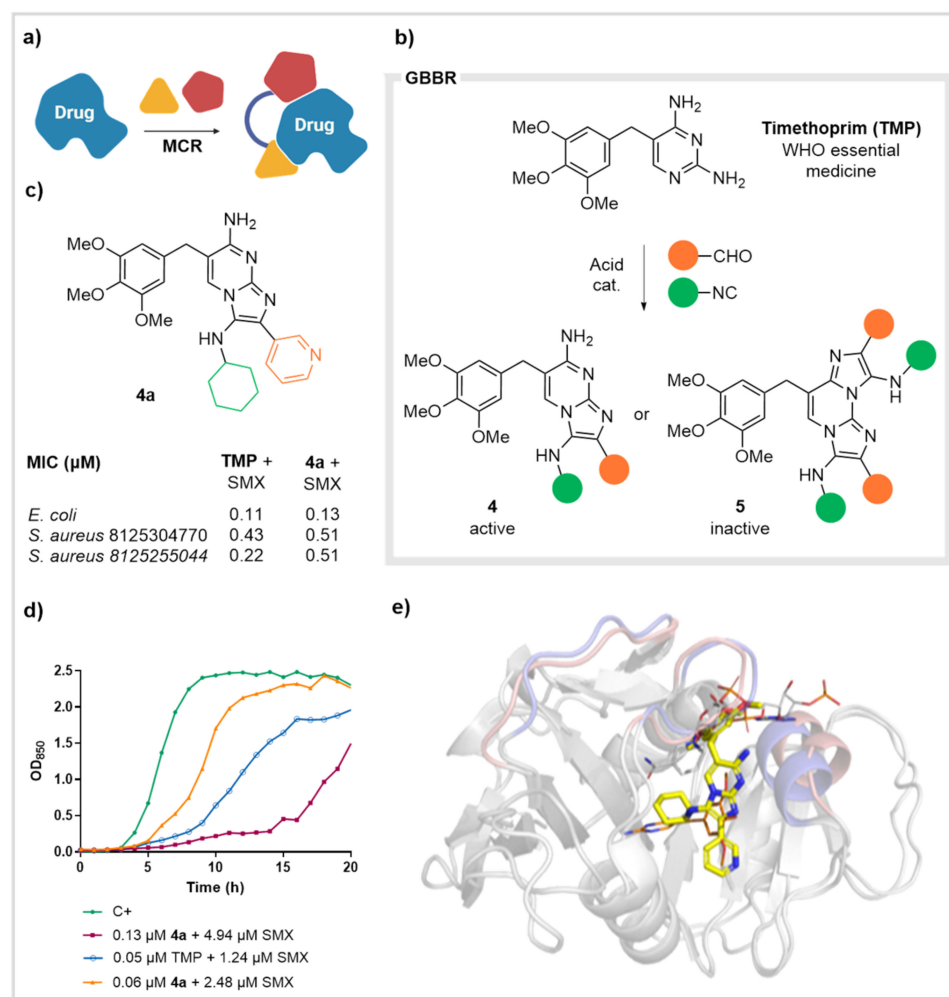 a)
Drug
MCR
Drug
b)
GBBR
NH2
MeO
N
MeO
N
NH2
OMe
Timethoprim (TMP)
WHO essential
medicine
Acid
cat.
CHO
NC
NH2
MeO
N
MeO
N
N
OMe
HN
4
active
or
N
N
H
MeO
N
MeO
N
N
OMe
HN
5
inactive
c)
NH2
MeO
N
MeO
N
N
OMe
HN
N
4a
MIC (µM) TMP + 4a +
SMX SMX
E. coli 0.11 0.13
S. aureus 8125304770 0.43 0.51
S. aureus 8125255044 0.22 0.51
d)
2.5
2.0
1.5
1.0
0.5
0.0
OD850
0 5 10 15 20
Time (h)
C+
0.13 µM 4a + 4.94 µM SMX
0.05 µM TMP + 1.24 µM SMX
0.06 µM 4a + 2.48 µM SMX
e)